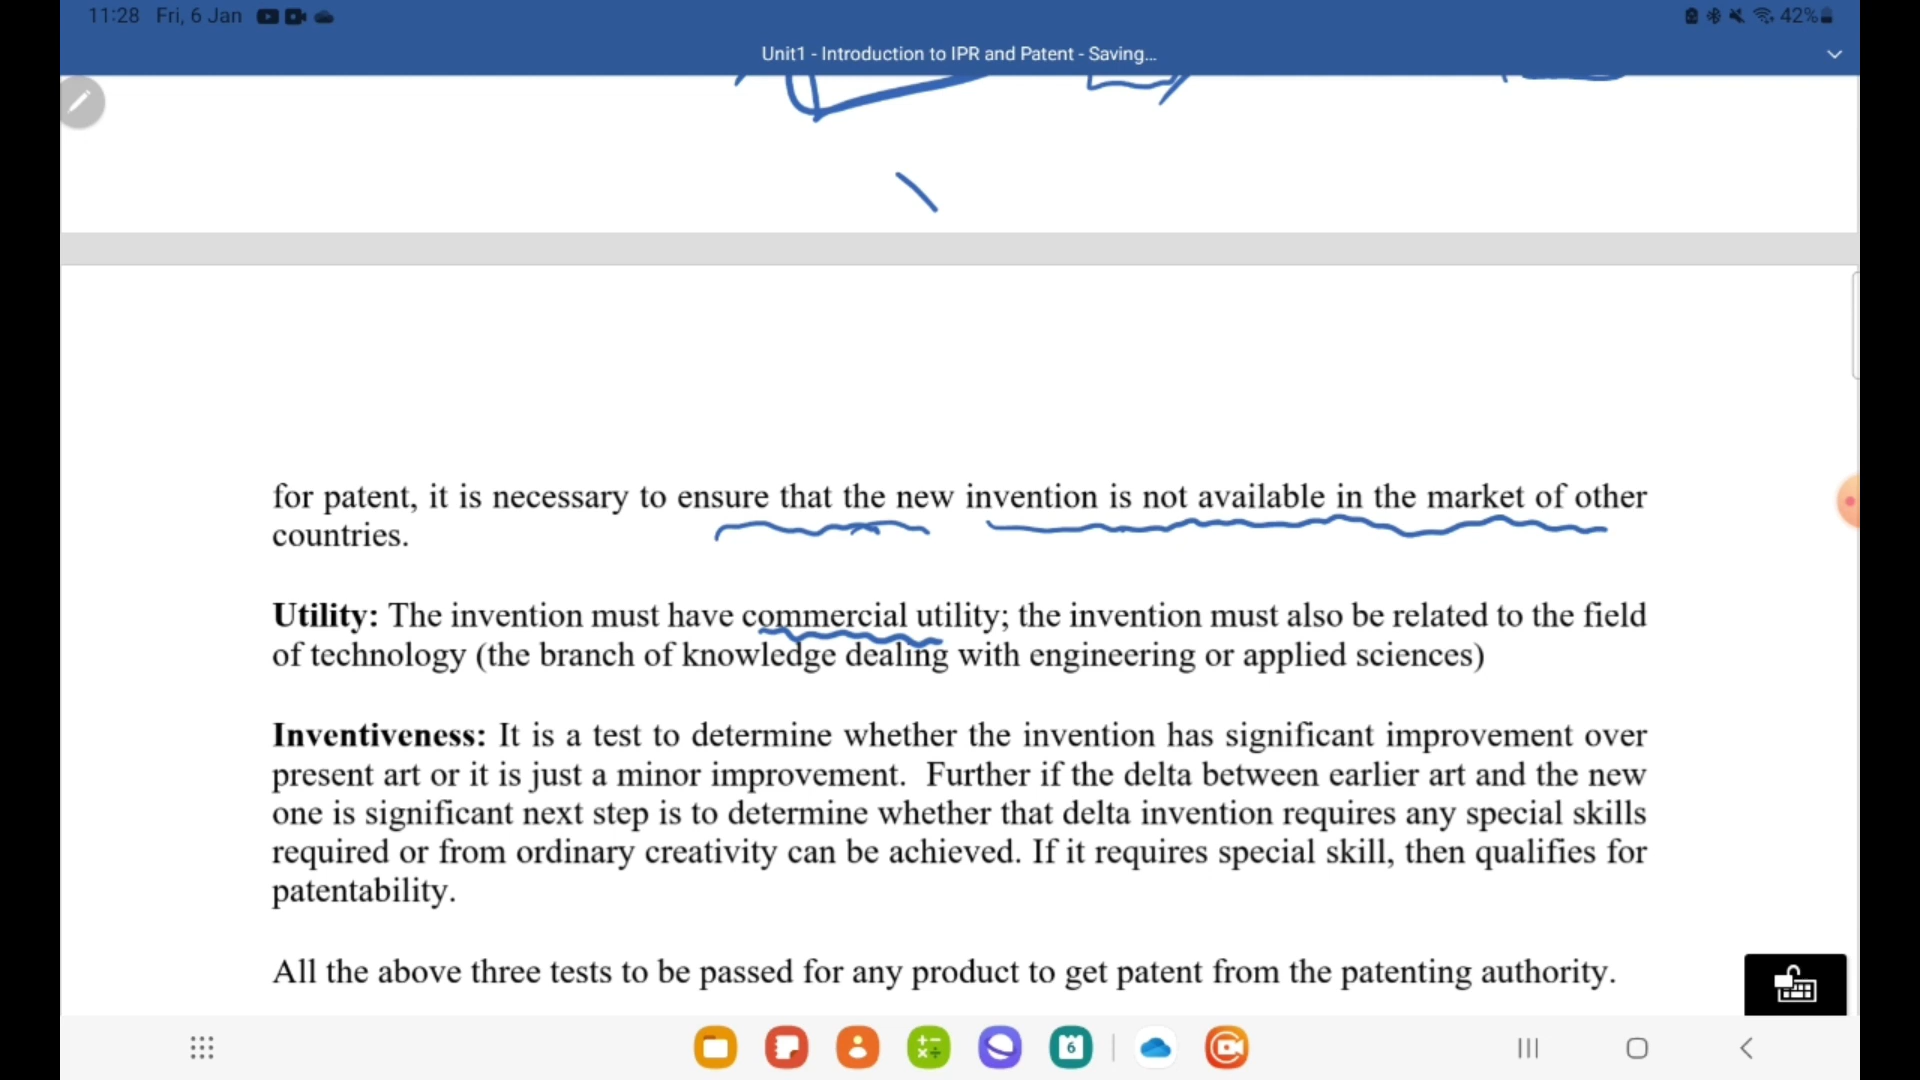 11:28 Fri, 6 Jan 42%
Unit1 - Introduction to IPR and Patent - Saving...
for patent, it is necessary to ensure that the new invention is not available in the market of other
countries.
Utility: The invention must have commercial utility; the invention must also be related to the field
of technology (the branch of knowledge dealing with engineering or applied sciences)
Inventiveness: It is a test to determine whether the invention has significant improvement over
present art or it is just a minor improvement. Further if the delta between earlier art and the new
one is significant next step is to determine whether that delta invention requires any special skills
required or from ordinary creativity can be achieved. If it requires special skill, then qualifies for
patentability.
All the above three tests to be passed for any product to get patent from the patenting authority.
6